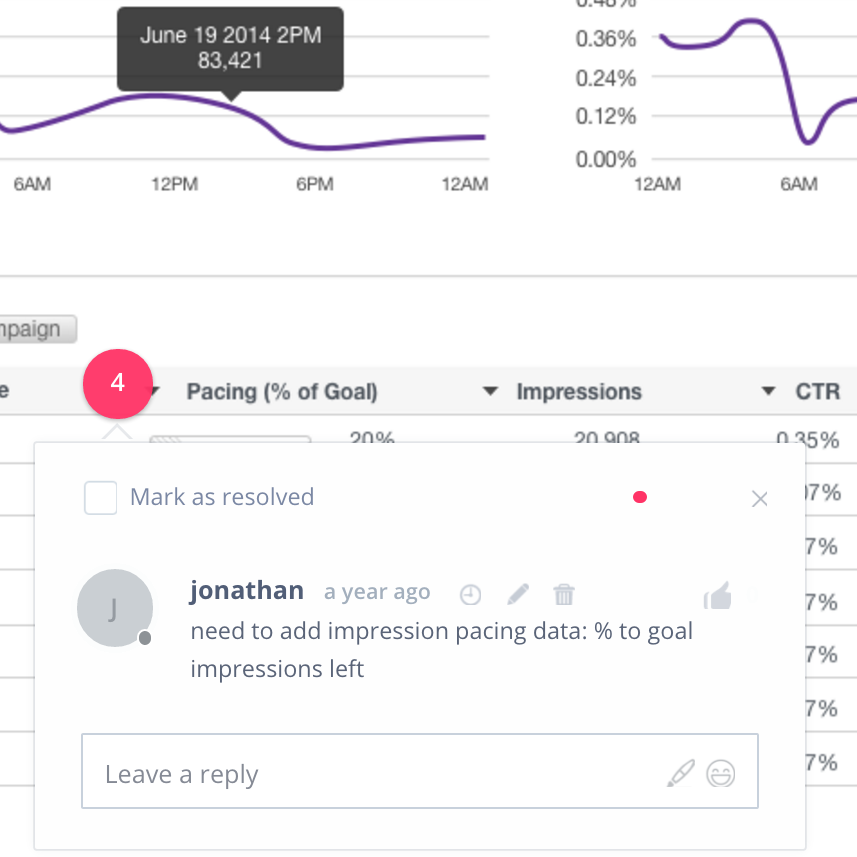 0.48%
June 19 2014 2PM
83,421
0.36%
0.24%
0.12%
0.00%
6AM 12PM 6PM 12AM
12AM 6AM
mpaign
e
4
Pacing (% of Goal) Impressions CTR
20% 20,908 0.35%
Mark as resolved
07%
7%
J
jonathan a year ago
7%
need to add impression pacing data: % to goal
7%
impressions left
7%
Leave a reply
7%